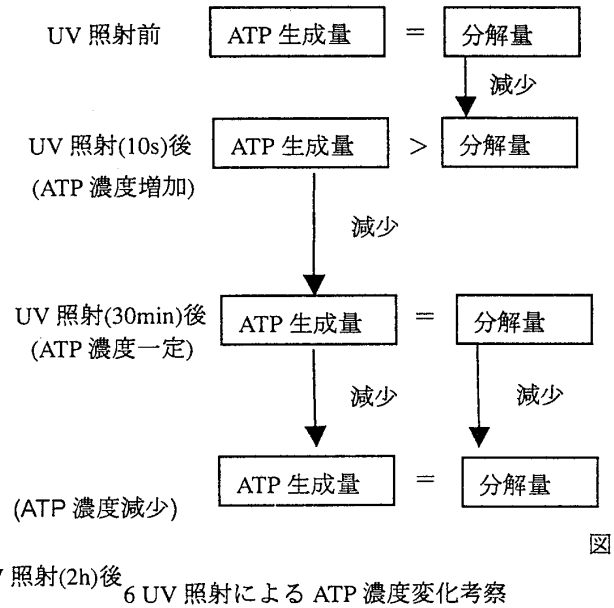 UV 照射前 ATP 生成量 = 分解量
減少
UV 照射(10s)後 ATP 生成量 > 分解量
(ATP 濃度増加)
減少
UV 照射(30min)後 ATP 生成量 = 分解量
(ATP 濃度一定)
減少 減少
ATP 生成量 = 分解量
(ATP 濃度減少)
図
照射(2h)後
6 UV 照射による ATP 濃度変化考察